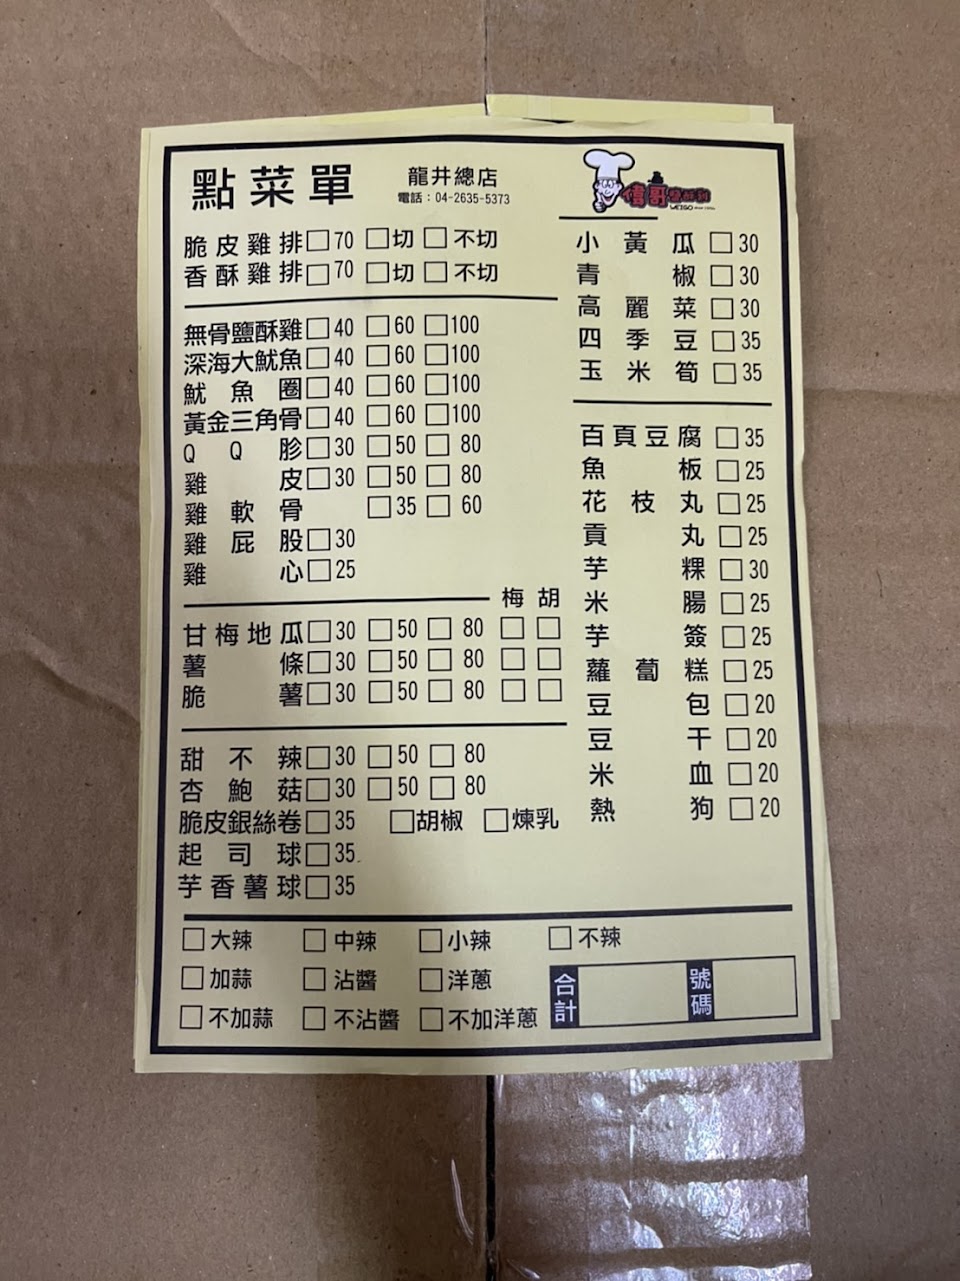 點菜單
龍井總店
電話：04-2635-5373
偉哥
WEIGO
脆皮雞排□70 □切 □不切
香酥雞排□70 □切 □不切
無骨鹽酥雞□40 □60 □100
深海大魷魚□40 □60 □100
魷魚圈□40 □60 □100
黃金三角骨□40 □60 □100
QQ胗□30 □50 □80
雞皮□30 □50 □80
雞軟骨 □35 □60
雞屁股□30
雞心□25
梅 胡
甘梅地瓜□30 □50 □80 □ □
薯條□30 □50 □80 □ □
脆薯□30 □50 □80 □ □
甜不辣□30 □50 □80
杏鮑菇□30 □50 □80
脆皮銀絲卷□35 □胡椒 □煉乳
起司球□35
芋香薯球□35
小黃瓜□30
青椒□30
高麗菜□30
四季豆□35
玉米筍□35
百頁豆腐□35
魚板□25
花枝丸□25
貢丸□25
芋粿□30
米腸□25
芋簽□25
蘿蔔糕□25
豆包□20
豆干□20
米血□20
熱狗□20
□大辣 □中辣 □小辣 □不辣
□加蒜 □沾醬 □洋蔥
□不加蒜 □不沾醬 □不加洋蔥
合計 號碼